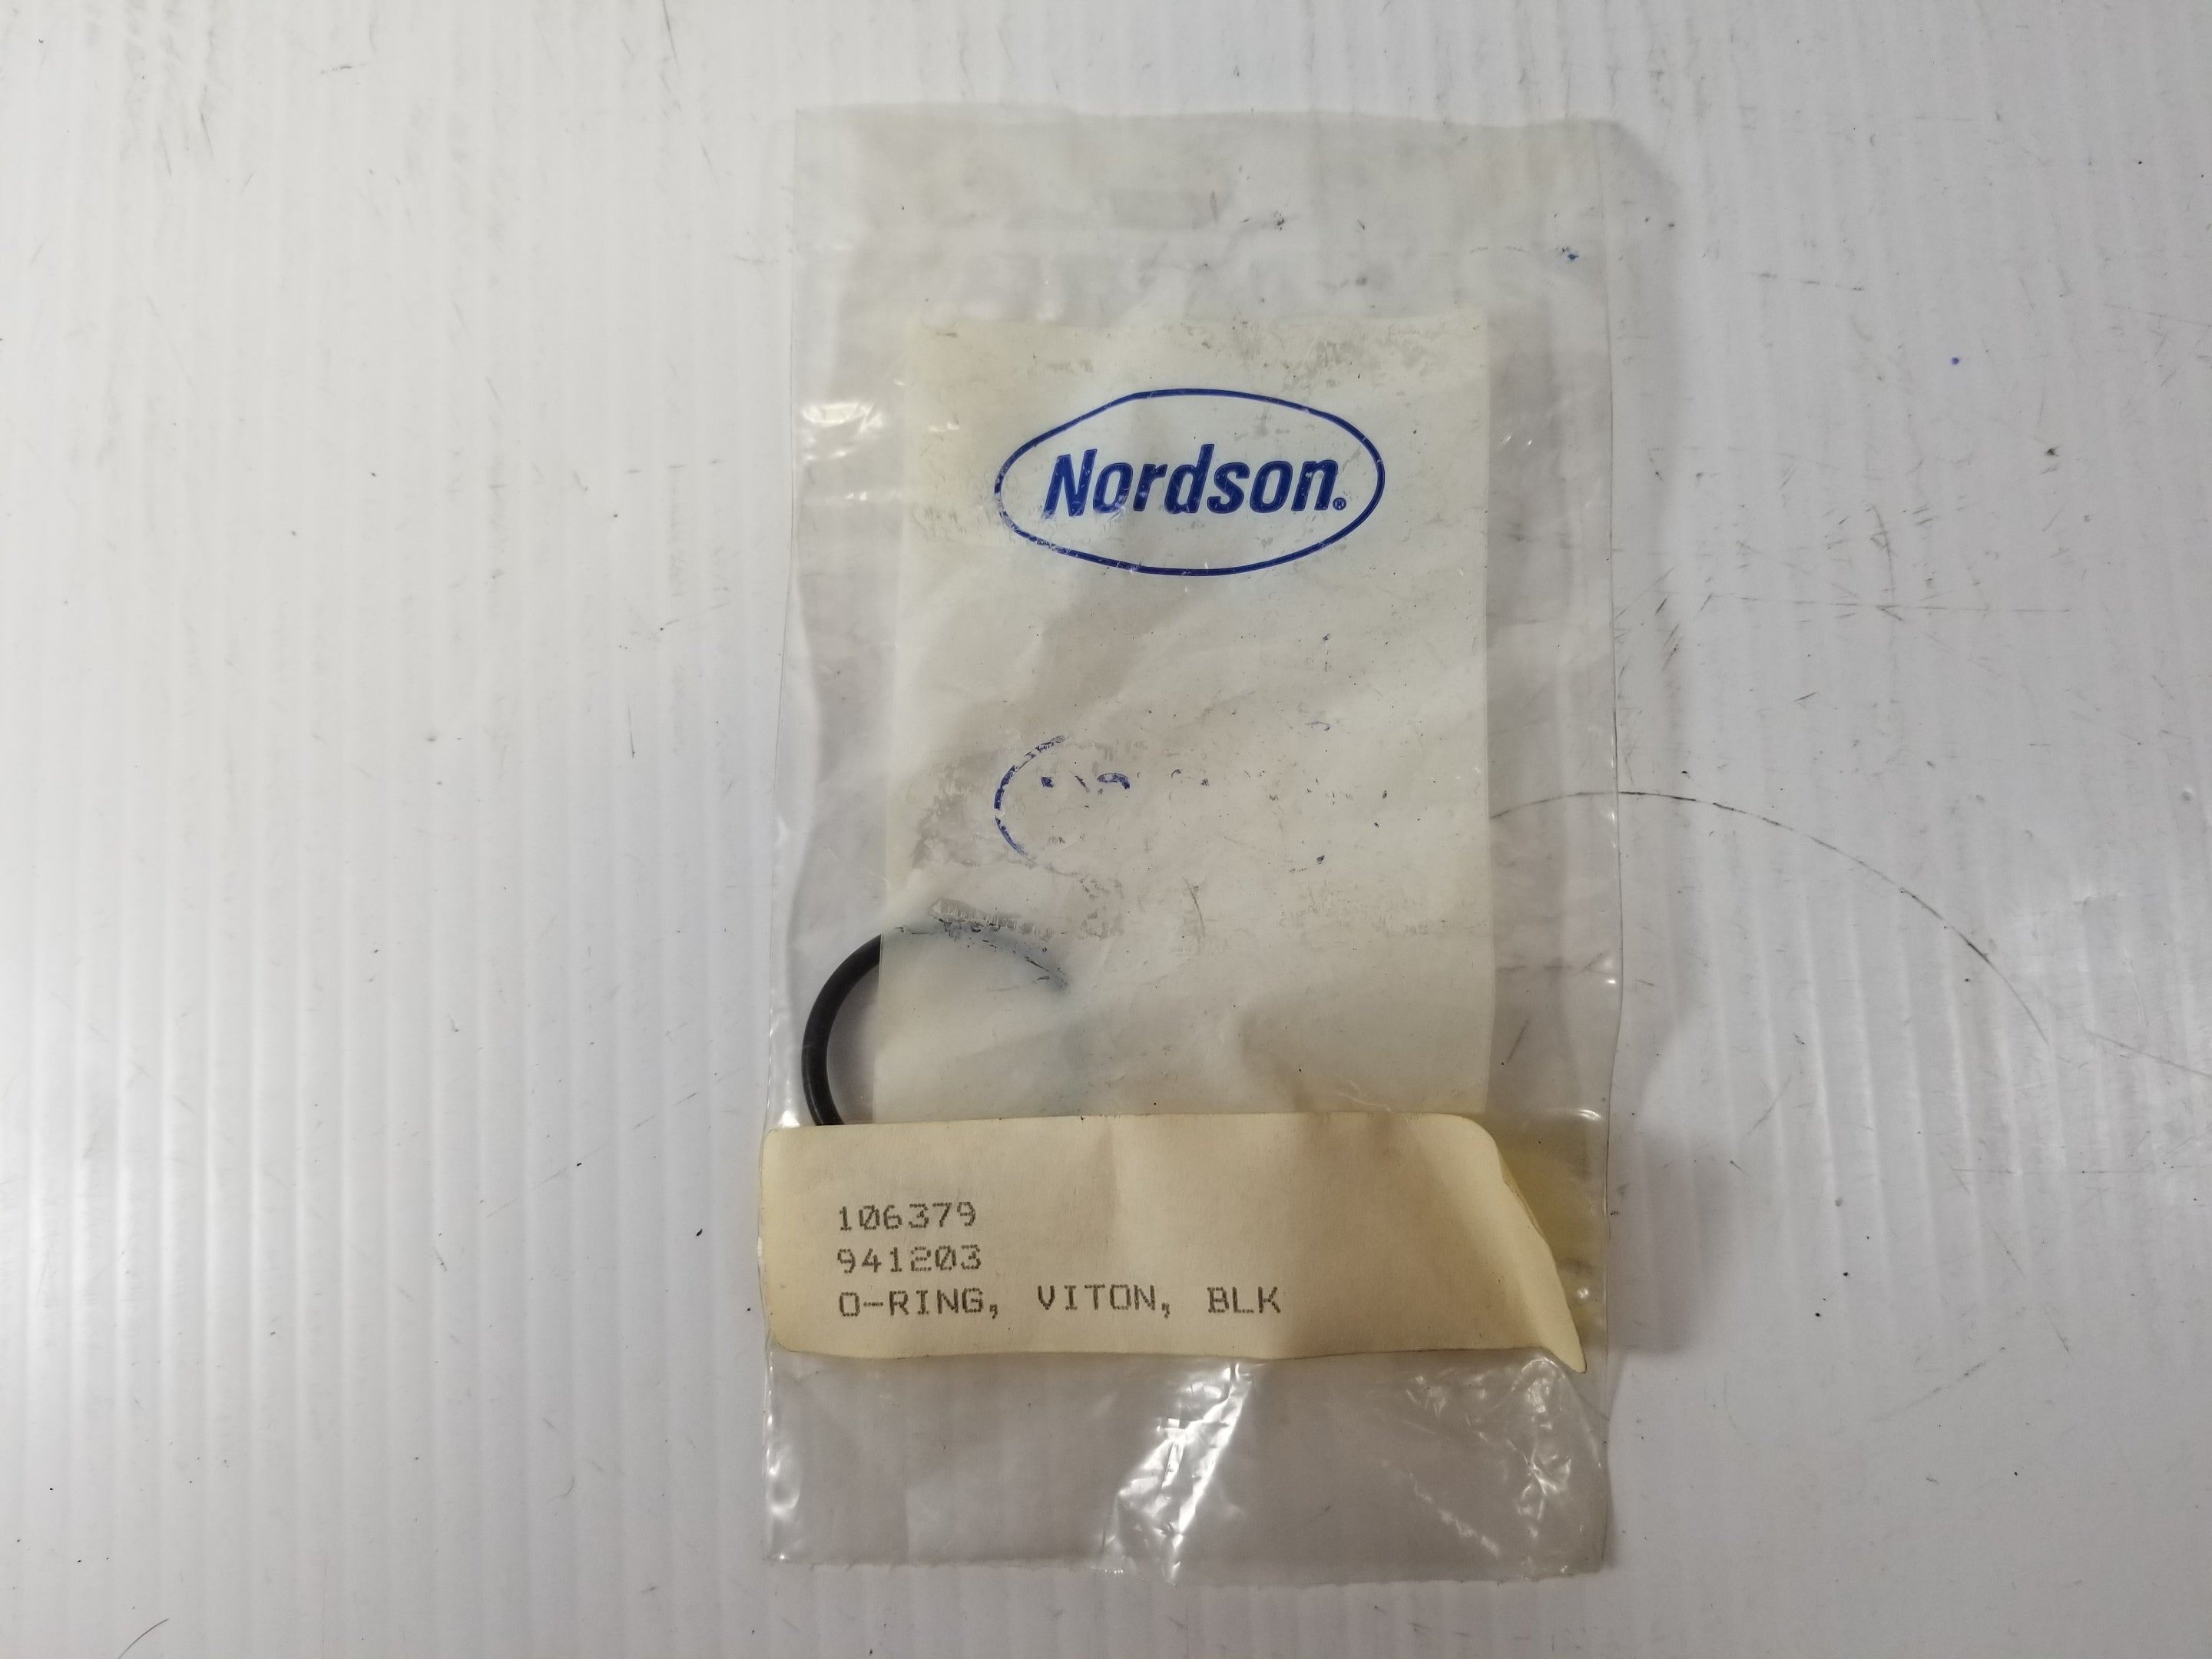 Nordson®
106379
941203
O-RING, VITON, BLK